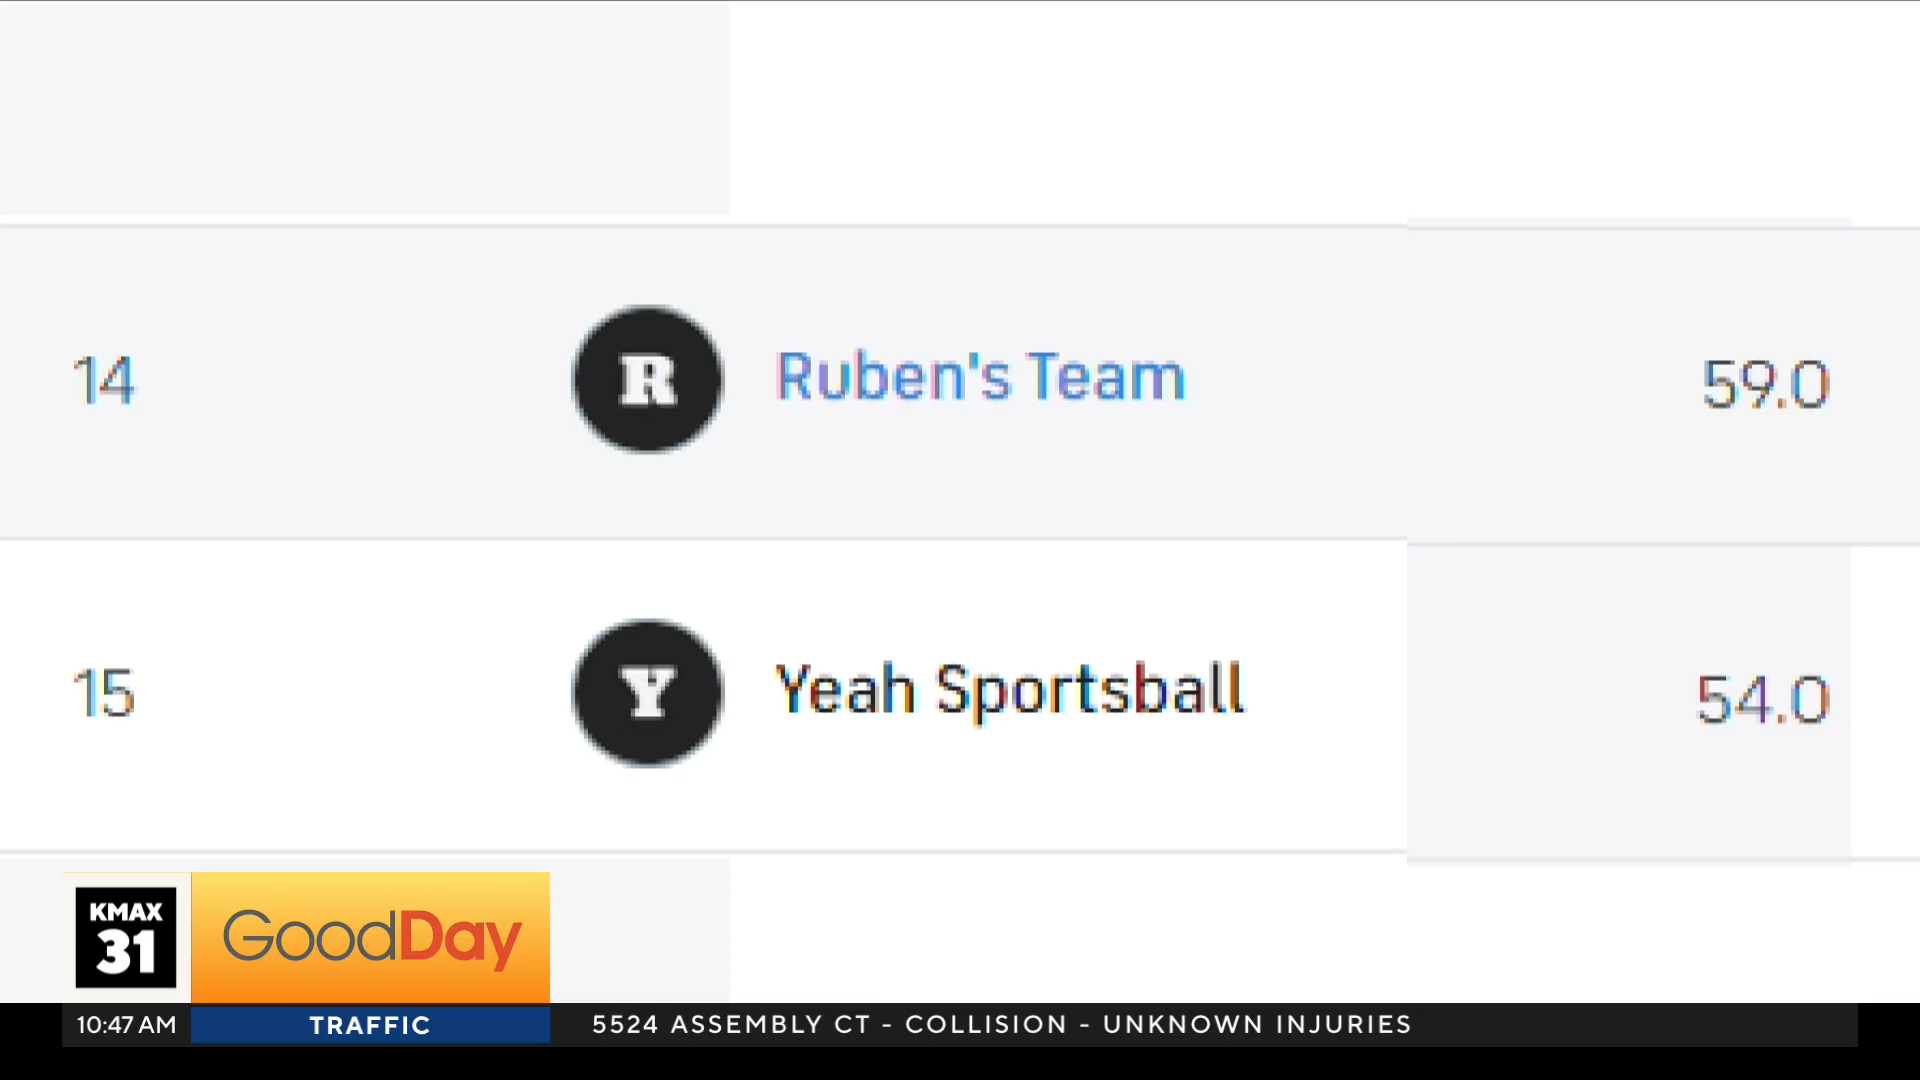 14 R Ruben's Team 59.0
15 Y Yeah Sportsball 54.0
KMAX
31
GoodDay
10:47 AM TRAFFIC 5524 ASSEMBLY CT - COLLISION - UNKNOWN INJURIES